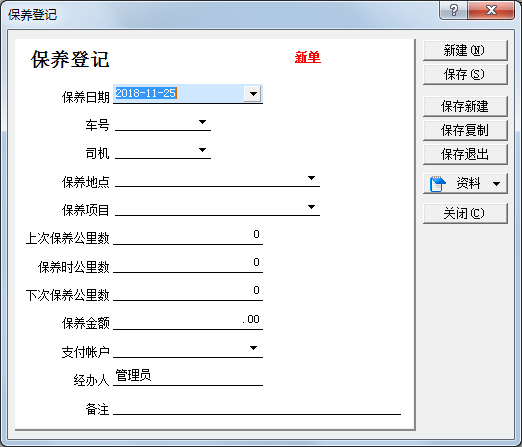 保养登记
?
保养登记
新单
保养日期 2018-11-25
车号
司机
保养地点
保养项目
上次保养公里数 0
保养时公里数 0
下次保养公里数 0
保养金额 .00
支付帐户
经办人 管理员
备注
新建(N)
保存(S)
保存新建
保存复制
保存退出
资料
关闭(C)